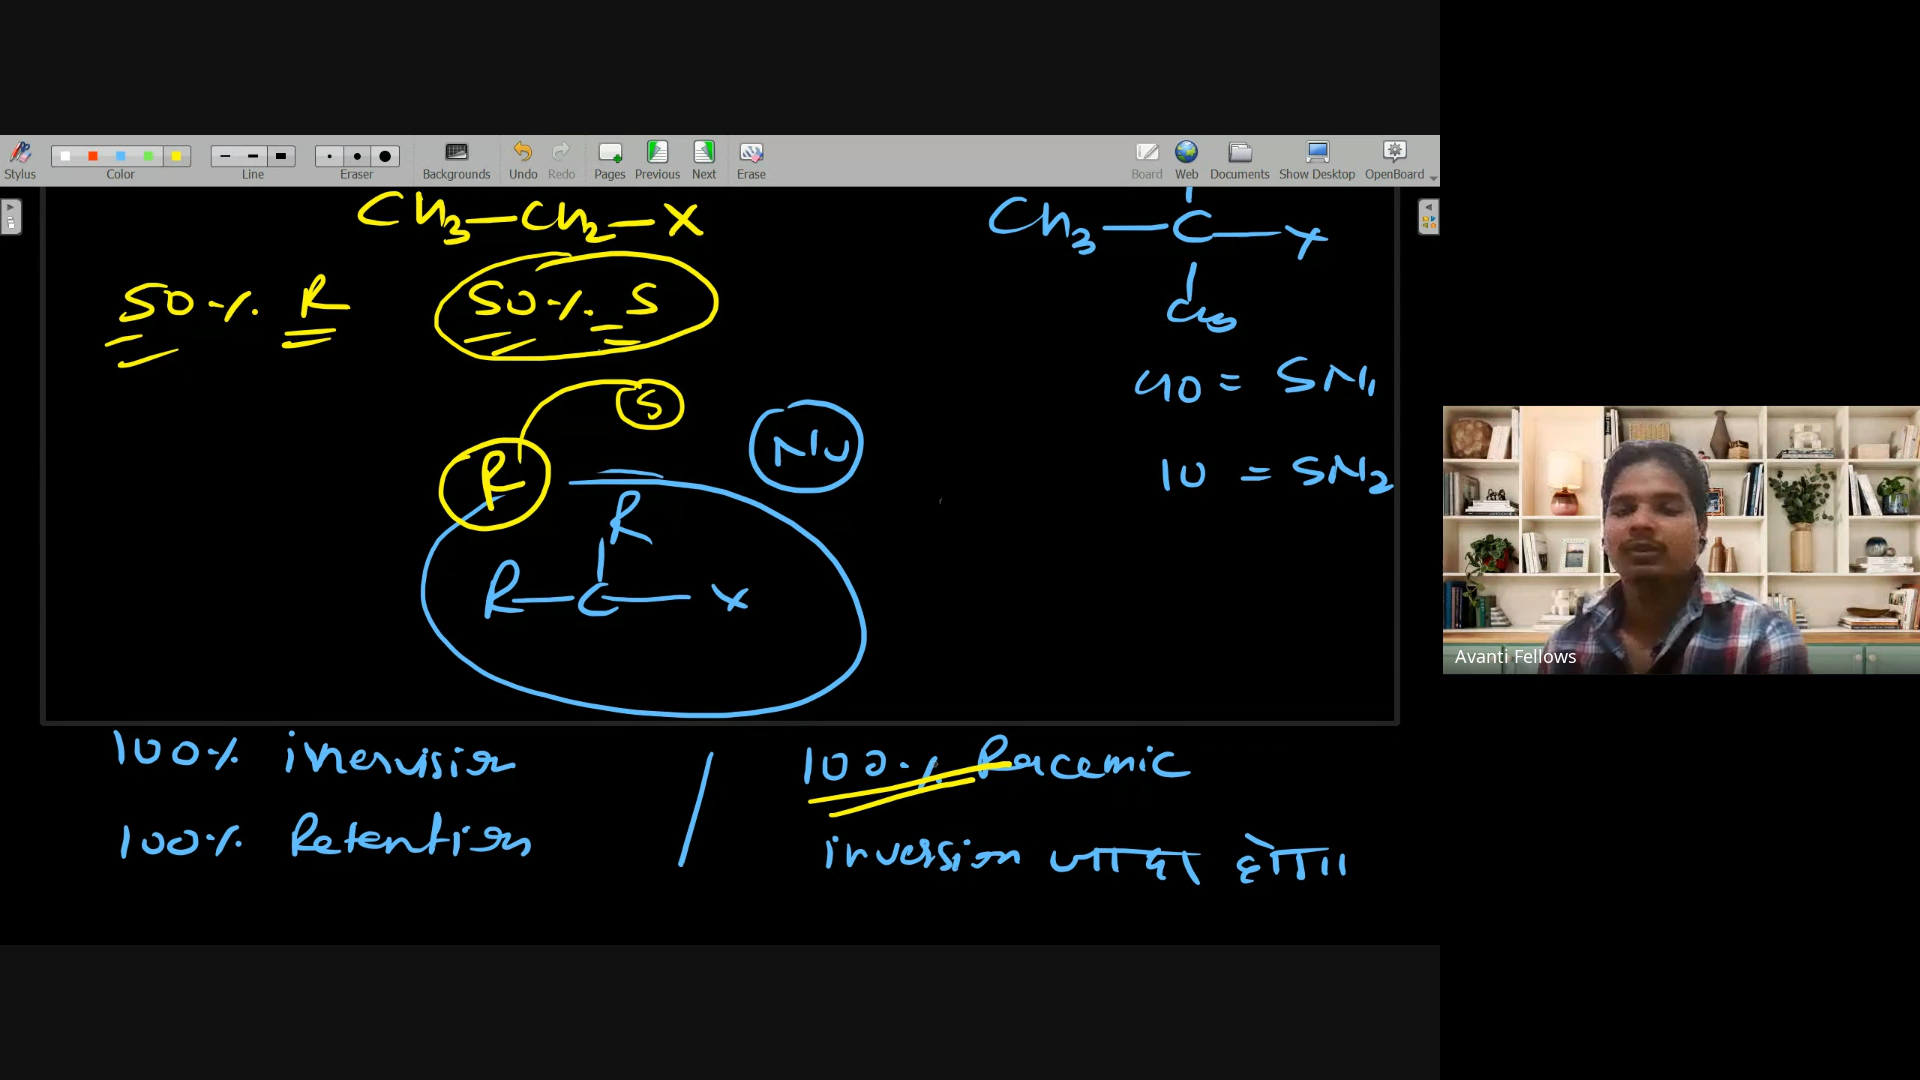 Stylus Color Line Eraser Backgrounds Undo Redo Pages Previous Next Erase Board Web Documents Show Desktop OpenBoard
CH3—CH2—X
CH3—C—X
CH3
50% R
50% S
S
40 = SN1
R
Nu
10 = SN2
R
R—C—X
Avanti Fellows
100% inervision
100% Racemic
100% Retention
inversion ज्यादा होगा